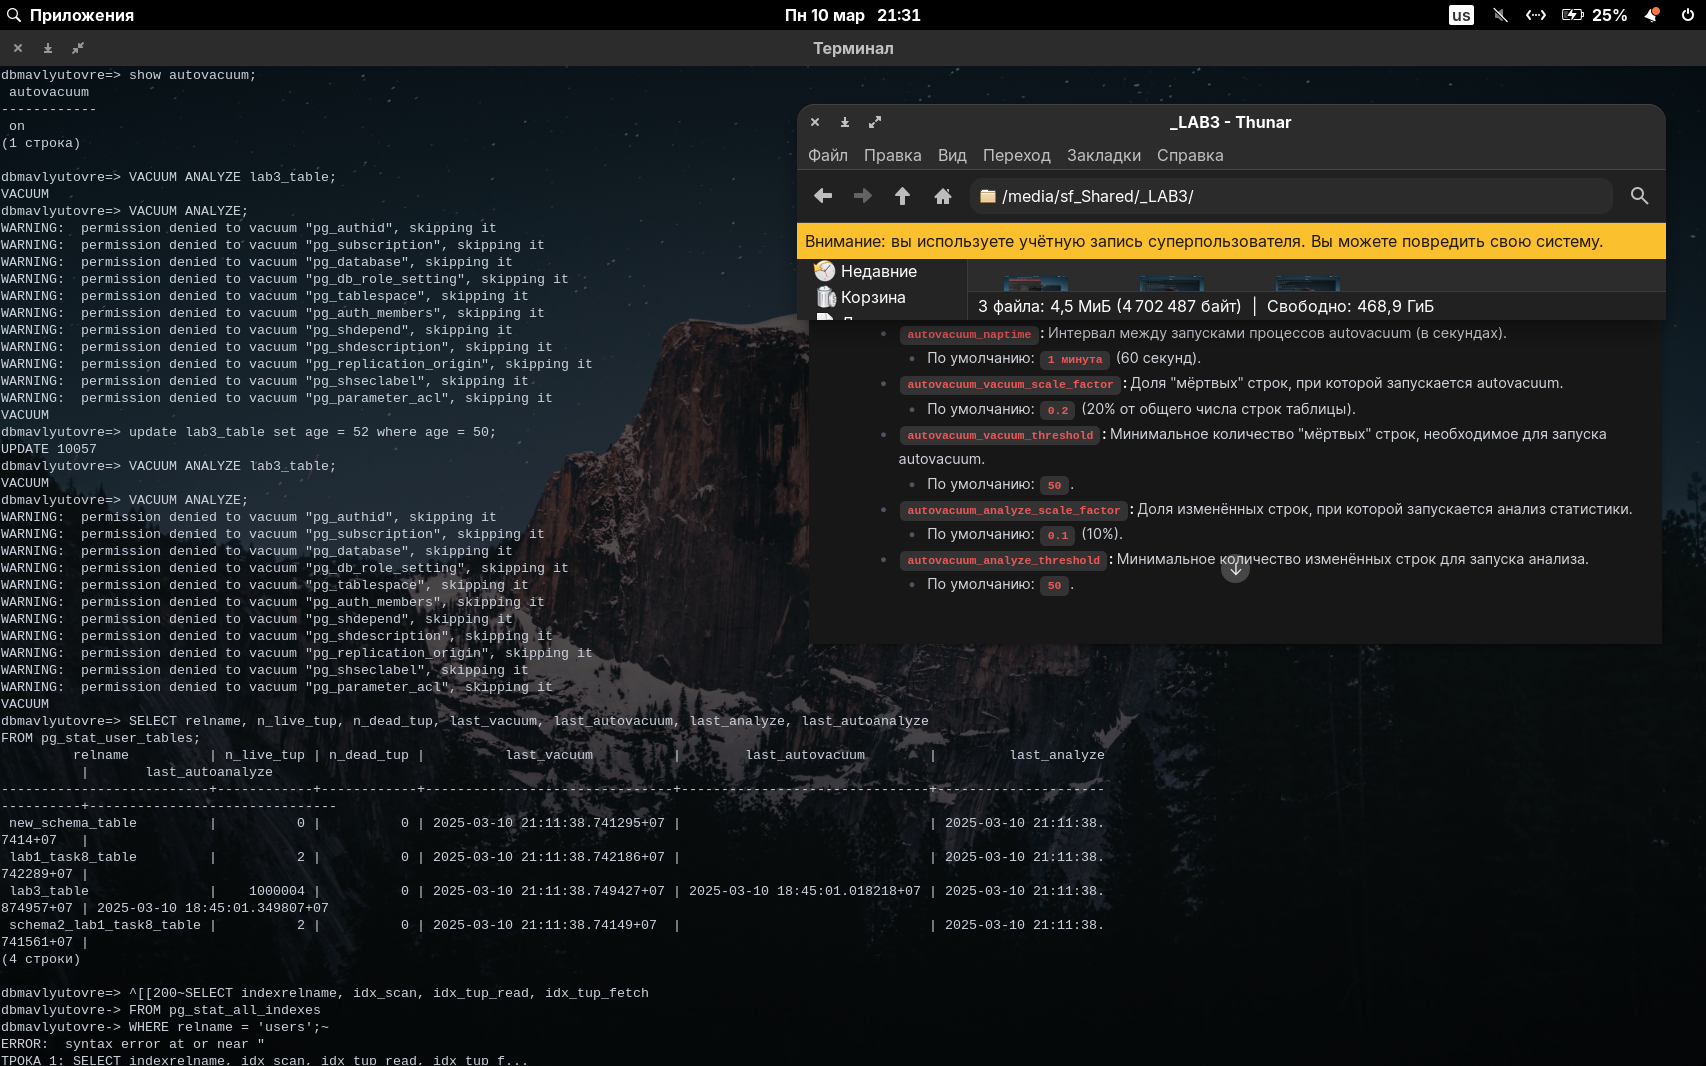 Приложения
Пн 10 мар 21:31
us
25%
Терминал
dbmavlyutovre=> show autovacuum;
autovacuum
------------
on
(1 строка)
dbmavlyutovre=> VACUUM ANALYZE lab3_table;
VACUUM
dbmavlyutovre=> VACUUM ANALYZE;
WARNING:  permission denied to vacuum "pg_authid", skipping it
WARNING:  permission denied to vacuum "pg_subscription", skipping it
WARNING:  permission denied to vacuum "pg_database", skipping it
WARNING:  permission denied to vacuum "pg_db_role_setting", skipping it
WARNING:  permission denied to vacuum "pg_tablespace", skipping it
WARNING:  permission denied to vacuum "pg_auth_members", skipping it
WARNING:  permission denied to vacuum "pg_shdepend", skipping it
WARNING:  permission denied to vacuum "pg_shdescription", skipping it
WARNING:  permission denied to vacuum "pg_replication_origin", skipping it
WARNING:  permission denied to vacuum "pg_shseclabel", skipping it
WARNING:  permission denied to vacuum "pg_parameter_acl", skipping it
VACUUM
dbmavlyutovre=> update lab3_table set age = 52 where age = 50;
UPDATE 10057
dbmavlyutovre=> VACUUM ANALYZE lab3_table;
VACUUM
dbmavlyutovre=> VACUUM ANALYZE;
WARNING:  permission denied to vacuum "pg_authid", skipping it
WARNING:  permission denied to vacuum "pg_subscription", skipping it
WARNING:  permission denied to vacuum "pg_database", skipping it
WARNING:  permission denied to vacuum "pg_db_role_setting", skipping it
WARNING:  permission denied to vacuum "pg_tablespace", skipping it
WARNING:  permission denied to vacuum "pg_auth_members", skipping it
WARNING:  permission denied to vacuum "pg_shdepend", skipping it
WARNING:  permission denied to vacuum "pg_shdescription", skipping it
WARNING:  permission denied to vacuum "pg_replication_origin", skipping it
WARNING:  permission denied to vacuum "pg_shseclabel", skipping it
WARNING:  permission denied to vacuum "pg_parameter_acl", skipping it
VACUUM
dbmavlyutovre=> SELECT relname, n_live_tup, n_dead_tup, last_vacuum, last_autovacuum, last_analyze, last_autoanalyze
FROM pg_stat_user_tables;
relname | n_live_tup | n_dead_tup | last_vacuum | last_autovacuum | last_analyze
| last_autoanalyze
--------------------------+------------+------------+-------------------------------+-------------------------------+---------------------
----------+-------------------------------
new_schema_table | 0 | 0 | 2025-03-10 21:11:38.741295+07 | | 2025-03-10 21:11:38.
7414+07 |
lab1_task8_table | 2 | 0 | 2025-03-10 21:11:38.742186+07 | | 2025-03-10 21:11:38.
742289+07 |
lab3_table | 1000004 | 0 | 2025-03-10 21:11:38.749427+07 | 2025-03-10 18:45:01.018218+07 | 2025-03-10 21:11:38.
874957+07 | 2025-03-10 18:45:01.349807+07
schema2_lab1_task8_table | 2 | 0 | 2025-03-10 21:11:38.74149+07 | | 2025-03-10 21:11:38.
741561+07 |
(4 строки)
dbmavlyutovre=> ^[[200~SELECT indexrelname, idx_scan, idx_tup_read, idx_tup_fetch
dbmavlyutovre-> FROM pg_stat_all_indexes
dbmavlyutovre-> WHERE relname = 'users';~
ERROR:  syntax error at or near "
ТРОКА 1: SELECT indexrelname, idx_scan, idx_tup_read, idx_tup_f...
_LAB3 - Thunar
Файл Правка Вид Переход Закладки Справка
/media/sf_Shared/_LAB3/
Внимание: вы используете учётную запись суперпользователя. Вы можете повредить свою систему.
Недавние
Корзина
3 файла: 4,5 МиБ (4 702 487 байт) | Свободно: 468,9 ГиБ
autovacuum_naptime : Интервал между запусками процессов autovacuum (в секундах).
По умолчанию: 1 минута (60 секунд).
autovacuum_vacuum_scale_factor : Доля "мёртвых" строк, при которой запускается autovacuum.
По умолчанию: 0.2 (20% от общего числа строк таблицы).
autovacuum_vacuum_threshold : Минимальное количество "мёртвых" строк, необходимое для запуска
autovacuum.
По умолчанию: 50 .
autovacuum_analyze_scale_factor : Доля изменённых строк, при которой запускается анализ статистики.
По умолчанию: 0.1 (10%).
autovacuum_analyze_threshold : Минимальное количество изменённых строк для запуска анализа.
По умолчанию: 50 .